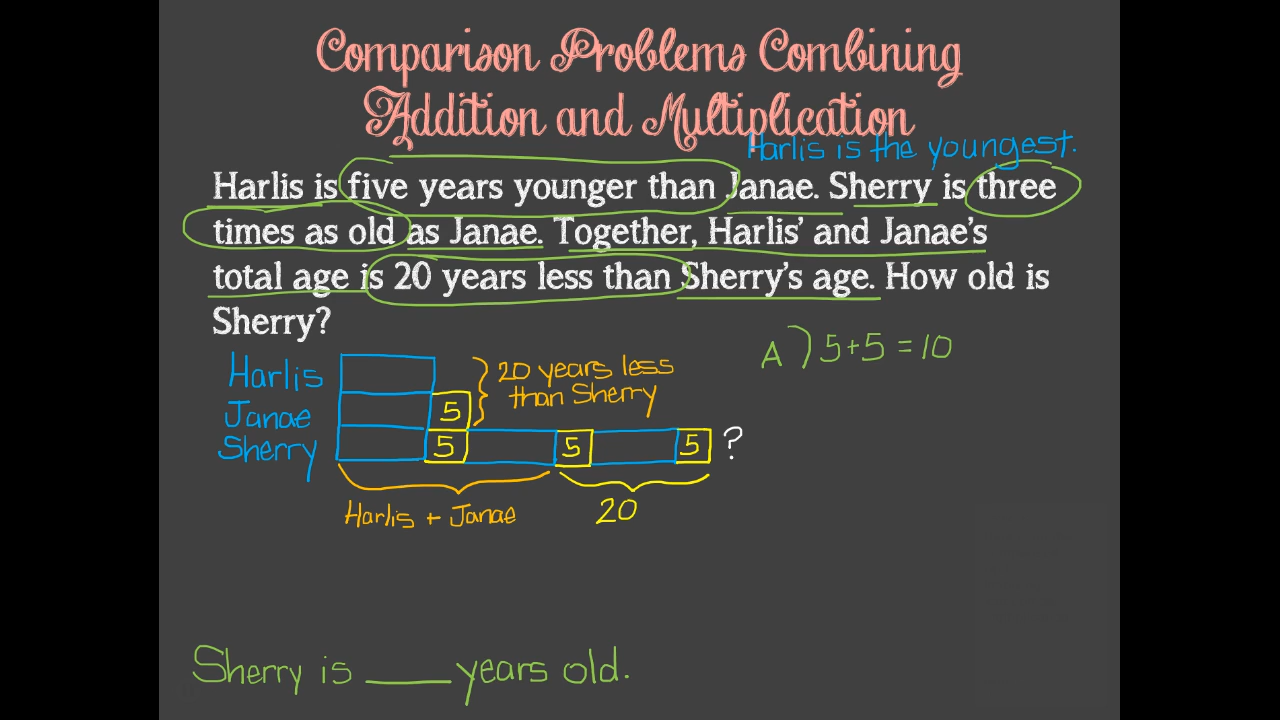 Comparison Problems Combining
Addition and Multiplication
Harlis is the youngest.
Harlis is five years younger than Janae. Sherry is three
times as old as Janae. Together, Harlis' and Janae's
total age is 20 years less than Sherry's age. How old is
Sherry?
A) 5+5=10
Harlis
20 years less
than Sherry
Janae 5
Sherry 5 5 5 ?
Harlis + Janae 20
Sherry is ____ years old.